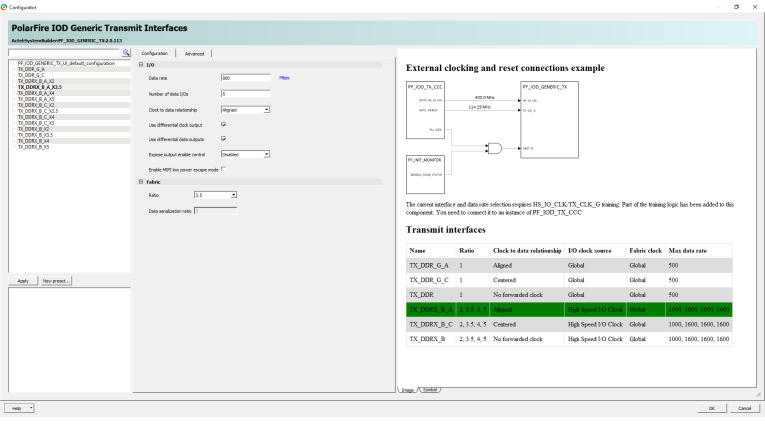 Configurator
PolarFire IOD Generic Transmit Interfaces
Actel:SystemBuilder:PF_IOD_GENERIC_TX:2.0.113
PF_IOD_GENERIC_TX_UI_default_configuration
TX_DDR_G_A
TX_DDR_G_C
TX_DDRX_B_A_X2
TX_DDRX_B_A_X3.5
TX_DDRX_B_A_X4
TX_DDRX_B_A_X5
TX_DDRX_B_C_X2
TX_DDRX_B_C_X3.5
TX_DDRX_B_C_X4
TX_DDRX_B_C_X5
TX_DDRX_B_X2
TX_DDRX_B_X3.5
TX_DDRX_B_X4
TX_DDRX_B_X5
Apply New preset...
Configuration Advanced
I/O
Data rate 800 Mbps
Number of data I/Os 5
Clock to data relationship Aligned
Use differential clock output
Use differential data outputs
Expose output enable control Disabled
Enable MIPI low power escape mode
Fabric
Ratio 3.5
Data serialization ratio 7
External clocking and reset connections example
PF_IOD_TX_CCC PF_IOD_GENERIC_TX
400.0 MHz
HS_IO_CLK
114.29 MHz
TX_CLK_G
PLL_LOCK
ARST_N
PF_INIT_MONITOR
The current interface and data rate selection requires HS_IO_CLK/TX_CLK_G training. Part of the training logic has been added to this
component. You need to connect it to an instance of PF_IOD_TX_CCC
Transmit interfaces
Name Ratio Clock to data relationship I/O clock source Fabric clock Max data rate
TX_DDR_G_A 1 Aligned Global Global 500
TX_DDR_G_C 1 Centered Global Global 500
TX_DDR 1 No forwarded clock Global Global 500
TX_DDRX_B_A 2, 3.5, 4, 5 Aligned High Speed I/O Clock Global 1000, 1600, 1600, 1600
TX_DDRX_B_C 2, 3.5, 4, 5 Centered High Speed I/O Clock Global 1000, 1600, 1600, 1600
TX_DDRX_B 2, 3.5, 4, 5 No forwarded clock High Speed I/O Clock Global 1000, 1600, 1600, 1600
Image Symbol
Help OK Cancel